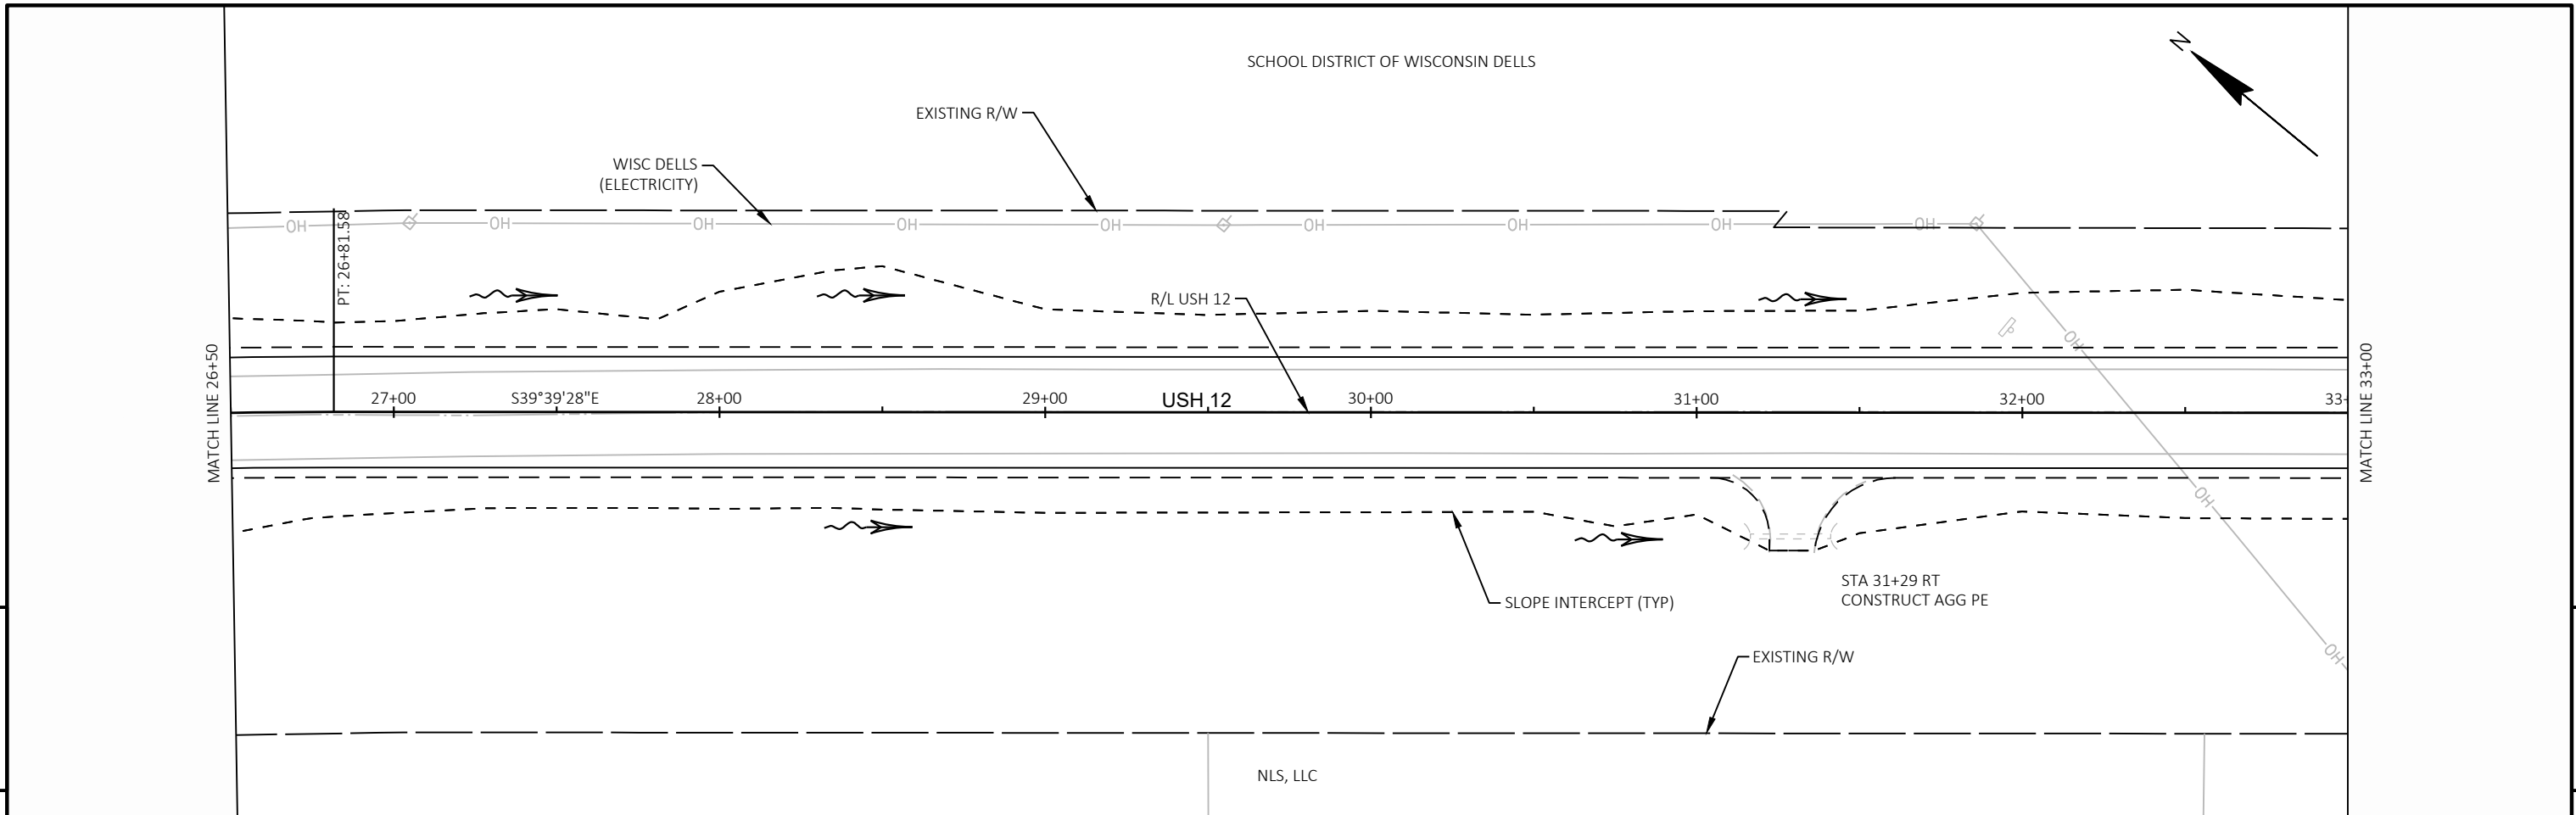 SCHOOL DISTRICT OF WISCONSIN DELLS
N
EXISTING R/W
WISC DELLS
(ELECTRICITY)
OH OH OH OH OH OH OH OH OH
PT: 26+81.58
R/L USH 12
OH
MATCH LINE 26+50
MATCH LINE 33+00
27+00 S39°39'28"E 28+00 29+00 USH 12 30+00 31+00 32+00 33+
OH
STA 31+29 RT
CONSTRUCT AGG PE
SLOPE INTERCEPT (TYP)
OH
EXISTING R/W
NLS, LLC